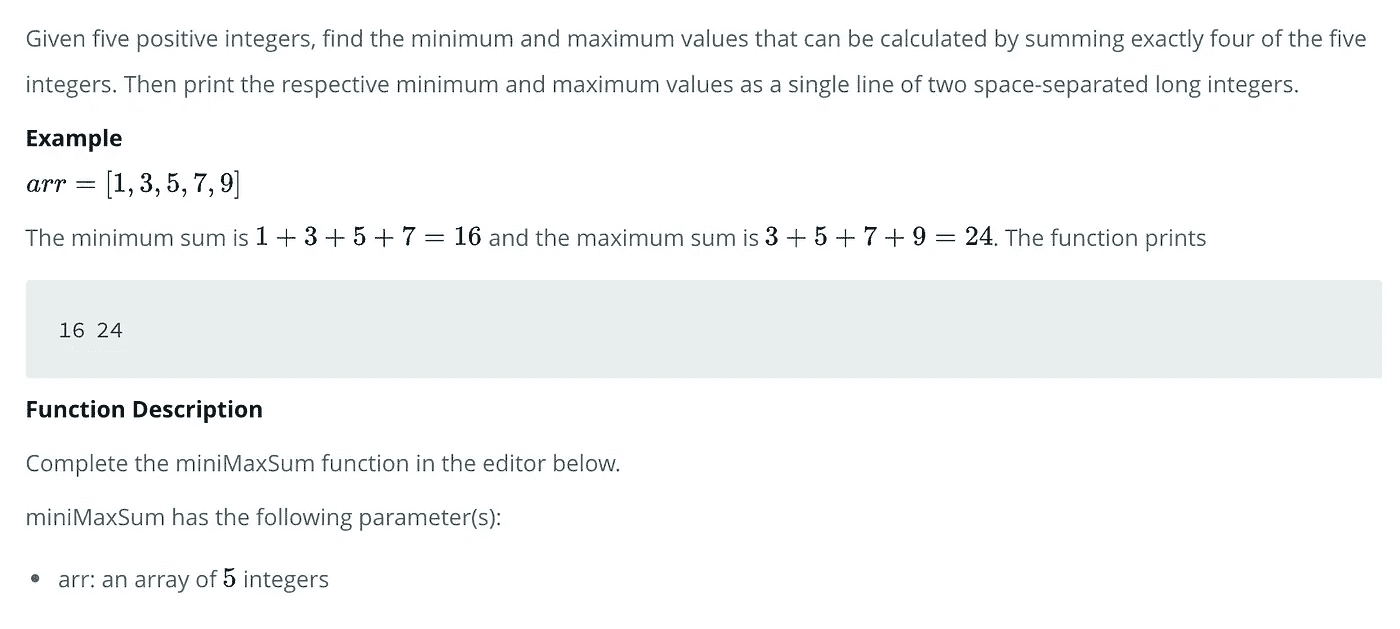 Given five positive integers, find the minimum and maximum values that can be calculated by summing exactly four of the five
integers. Then print the respective minimum and maximum values as a single line of two space-separated long integers.
Example
arr = [1, 3, 5, 7, 9]
The minimum sum is 1 + 3 + 5 + 7 = 16 and the maximum sum is 3 + 5 + 7 + 9 = 24. The function prints
16 24
Function Description
Complete the miniMaxSum function in the editor below.
miniMaxSum has the following parameter(s):
• arr: an array of 5 integers